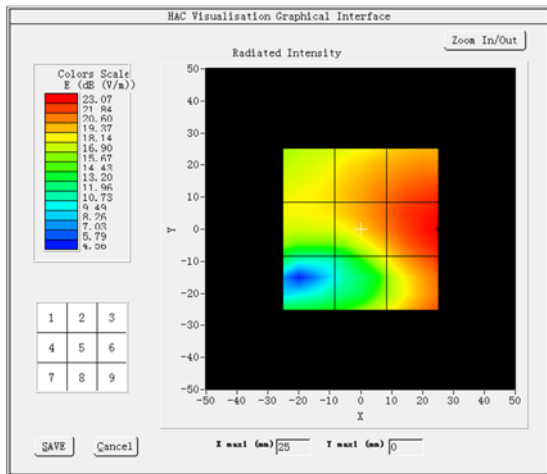 HAC Visualisation Graphical Interface
Zoom In/Out
Radiated Intensity
Colors Scale
E (dB (V/m))
23.07
21.84
20.60
19.37
18.14
16.90
15.67
14.43
13.20
11.96
10.73
9.49
8.26
7.03
5.79
4.56
50
40
30
20
10
0
-10
-20
-30
-40
-50
Y
-50 -40 -30 -20 -10 0 10 20 30 40 50
X
1 2 3
4 5 6
7 8 9
SAVE Cancel
X max1 (mm) 25 Y max1 (mm) 0